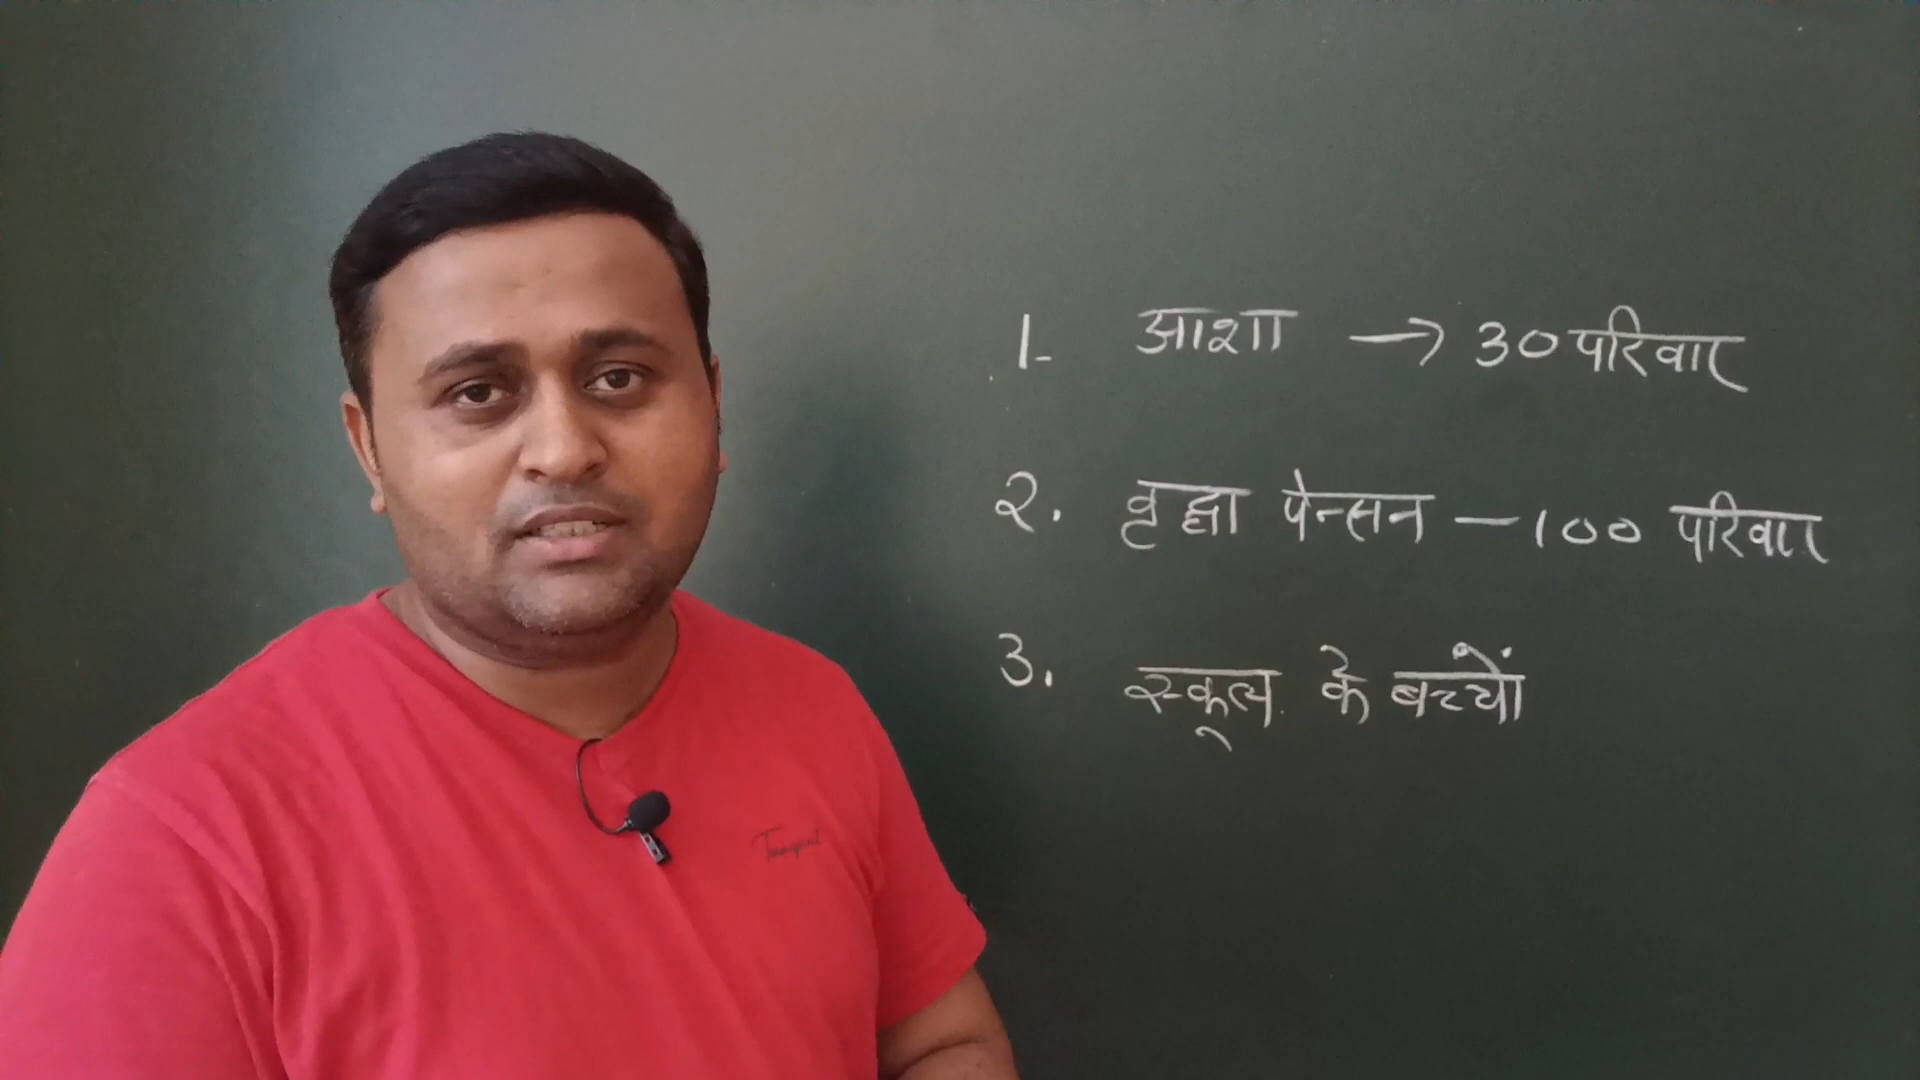 1- आशा → 30 परिवार
२. वृद्धा पेन्सन — 100 परिवार
3. स्कूल के बच्चों